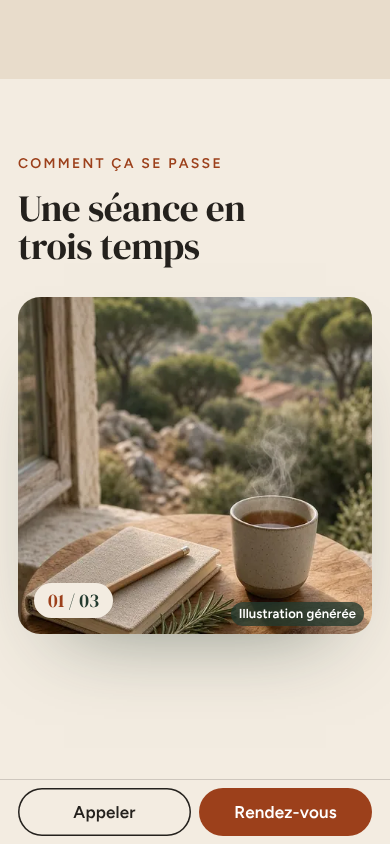 COMMENT ÇA SE PASSE
Une séance en
trois temps
01 / 03
Illustration générée
Appeler
Rendez-vous